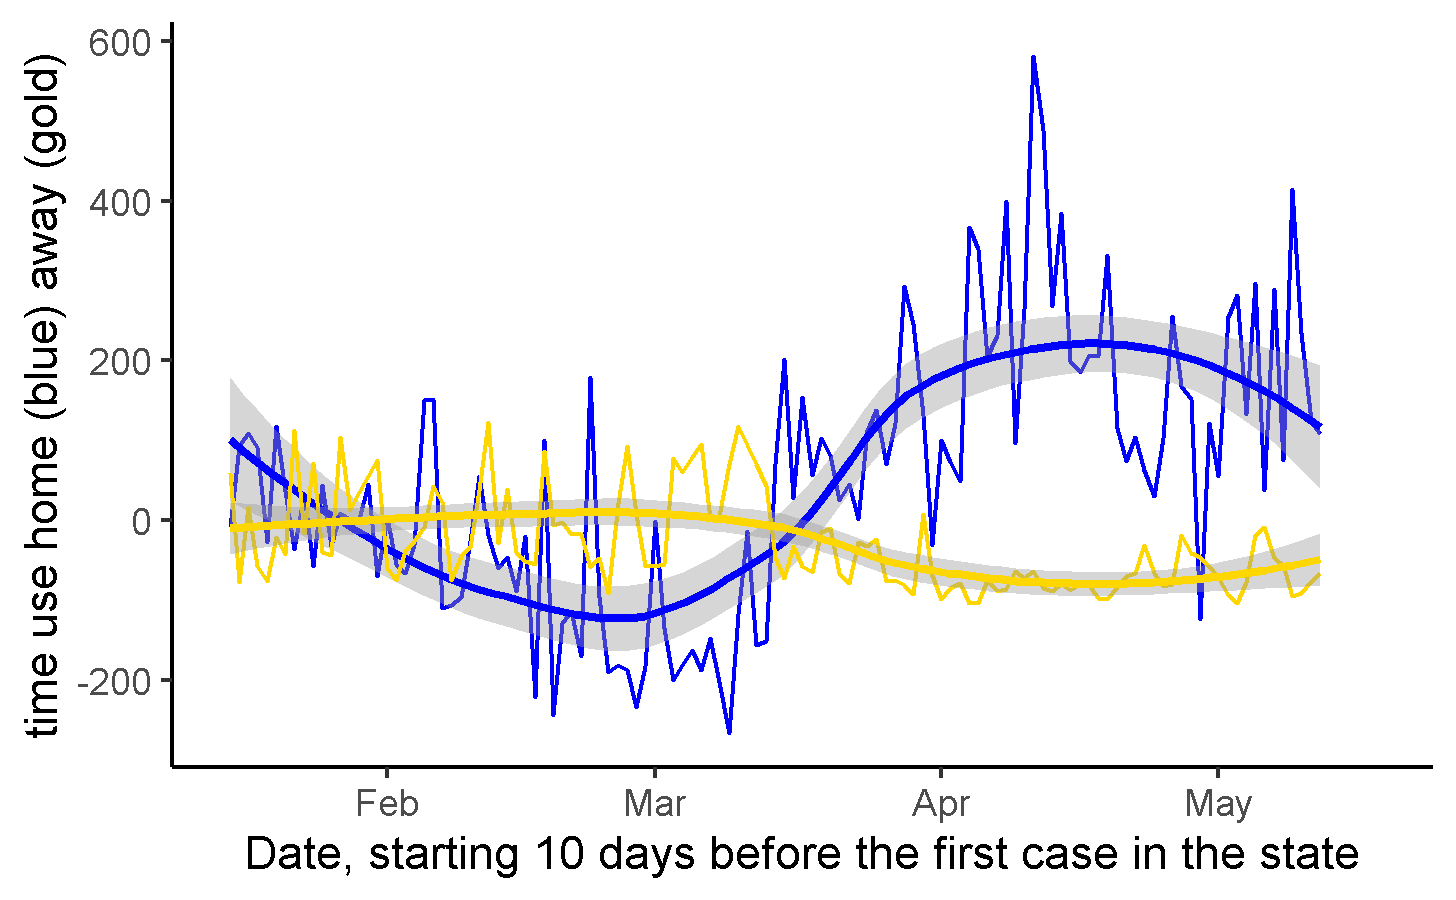 time use home (blue) away (gold)
600
400
200
0
-200
Feb Mar Apr May
Date, starting 10 days before the first case in the state